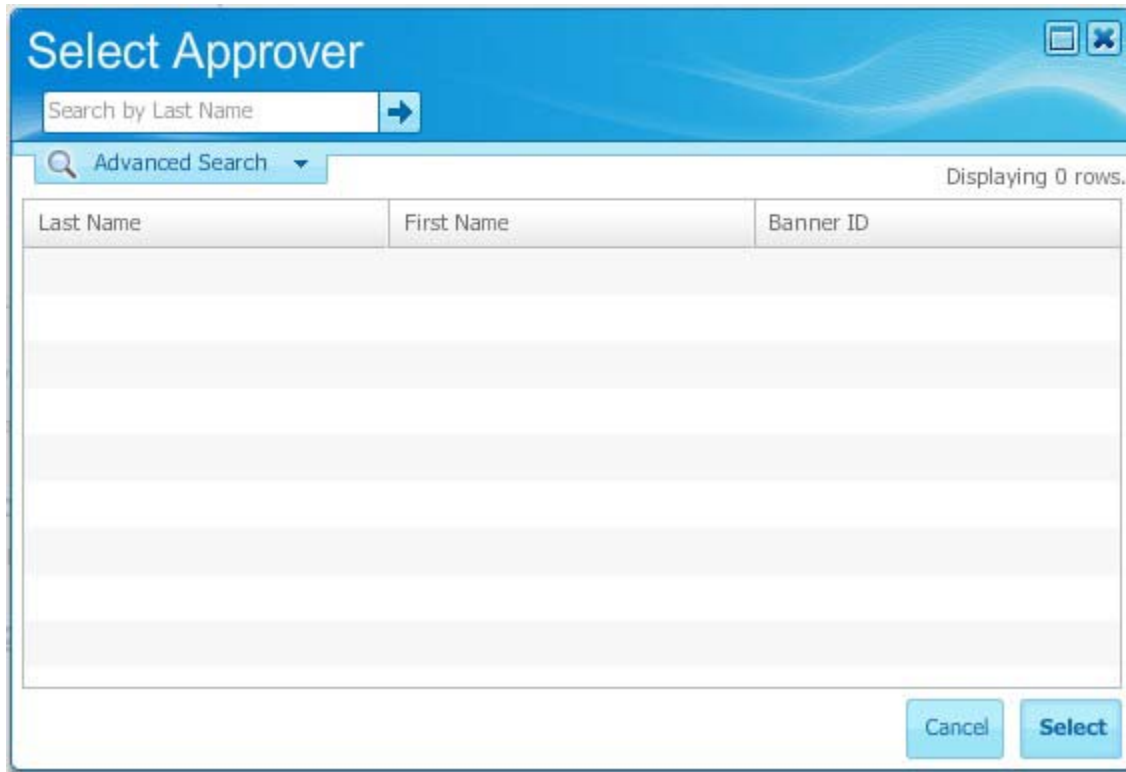 Select Approver
Search by Last Name
Advanced Search
Displaying 0 rows.
Last Name First Name Banner ID
Cancel Select